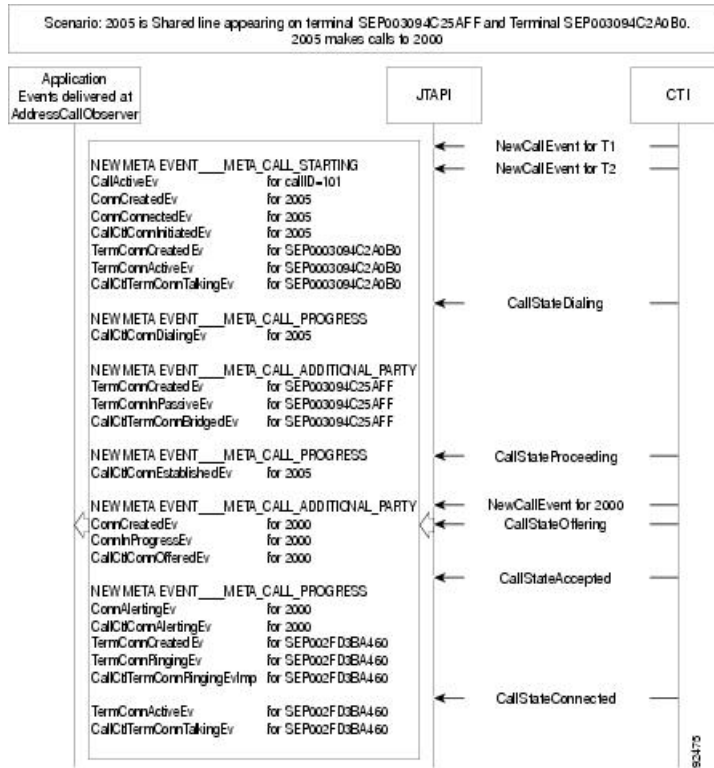 Scenario: 2005 is Shared line appearing on terminal SEP003094C25AFF and Terminal SEP003094C2A0B0.
2005 makes calls to 2000
Application
Events delivered at
AddressCallObserver
JTAPI
CTI
NewCallEvent for T1
NEW META EVENT____META_CALL_STARTING
NewCallEvent for T2
CallActiveEv for callID=101
ConnCreatedEv for 2005
ConnConnectedEv for 2005
CallCtlConnInitiatedEv for 2005
TermConnCreatedEv for SEP0003094C2A0B0
TermConnActiveEv for SEP0003094C2A0B0
CallCtlTermConnTalkingEv for SEP0003094C2A0B0
CallStateDialing
NEW META EVENT____META_CALL_PROGRESS
CallCtlConnDialingEv for 2005
NEW META EVENT____META_CALL_ADDITIONAL_PARTY
TermConnCreatedEv for SEP003094C25AFF
TermConnInPassiveEv for SEP003094C25AFF
CallCtlTermConnBridgedEv for SEP003094C25AFF
NEW META EVENT____META_CALL_PROGRESS
CallStateProceeding
CallCtlConnEstablishedEv for 2005
NEW META EVENT____META_CALL_ADDITIONAL_PARTY
NewCallEvent for 2000
ConnCreatedEv for 2000
CallStateOffering
ConnInProgressEv for 2000
CallCtlConnOfferedEv for 2000
CallStateAccepted
NEW META EVENT____META_CALL_PROGRESS
ConnAlertingEv for 2000
CallCtlConnAlertingEv for 2000
TermConnCreatedEv for SEP002FD3BA460
TermConnRingingEv for SEP002FD3BA460
CallCtlTermConnRingingEvImp for SEP002FD3BA460
CallStateConnected
TermConnActiveEv for SEP002FD3BA460
CallCtlTermConnTalkingEv for SEP002FD3BA460
92475